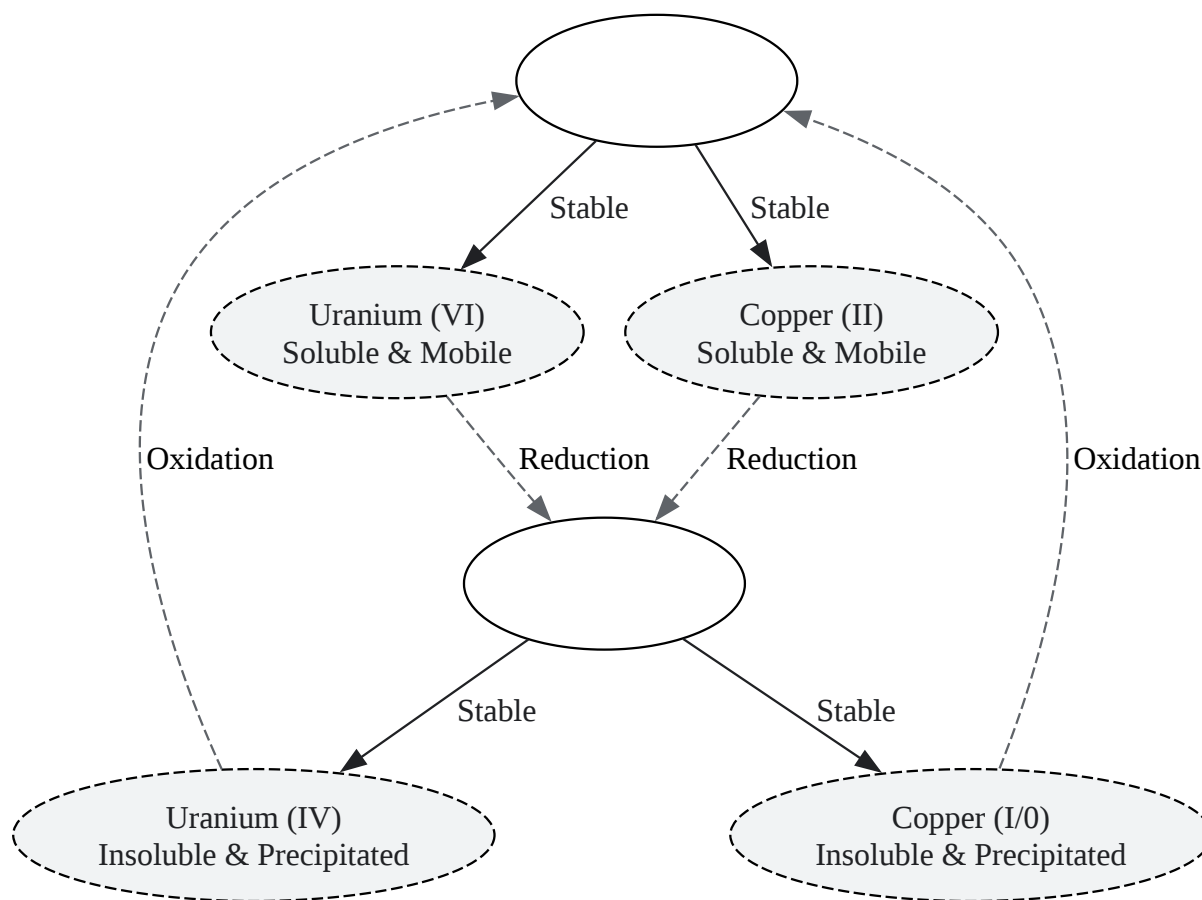 Stable
Stable
Uranium (VI)
Soluble & Mobile
Copper (II)
Soluble & Mobile
Oxidation
Reduction
Reduction
Oxidation
Stable
Stable
Uranium (IV)
Insoluble & Precipitated
Copper (I/0)
Insoluble & Precipitated